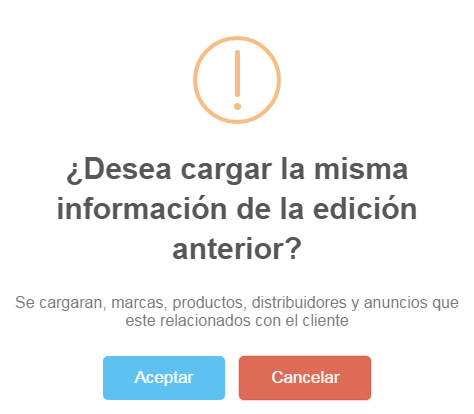 ¿Desea cargar la misma
información de la edición
anterior?
Se cargaran, marcas, productos, distribuidores y anuncios que
este relacionados con el cliente
Aceptar
Cancelar